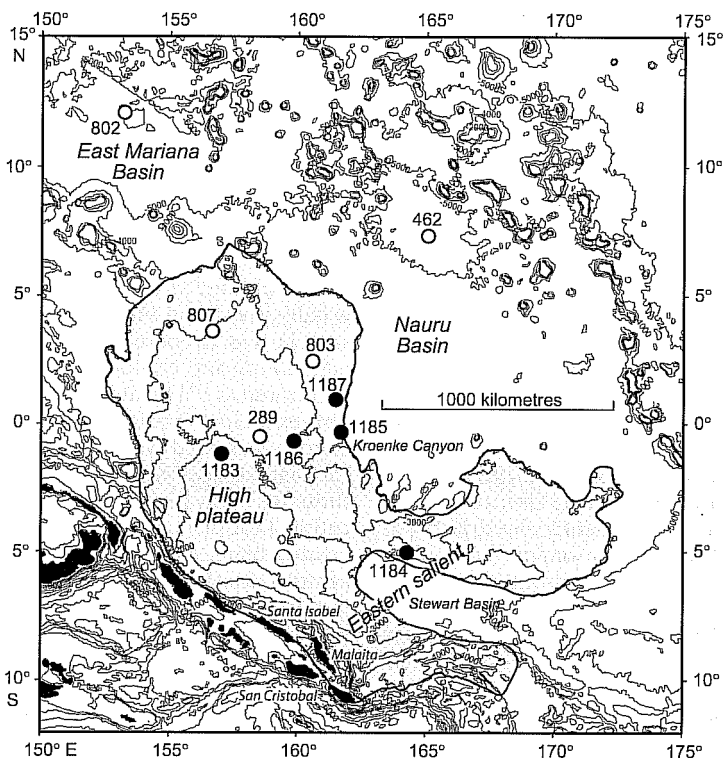 150° 155° 160° 165° 170° 175°
15° 15°
N
802
East Mariana
Basin
10° 10°
462
5° 5°
807
Nauru
Basin
803
1187
1000 kilometres
0° 0°
289
1185
Kroenke Canyon
1183
1186
High
plateau
3000
5° 5°
1184
Eastern salient
Stewart Basin
Santa Isabel
Malaita
10° 10°
S
San Cristobal
150° E 155° 160° 165° 170° 175°